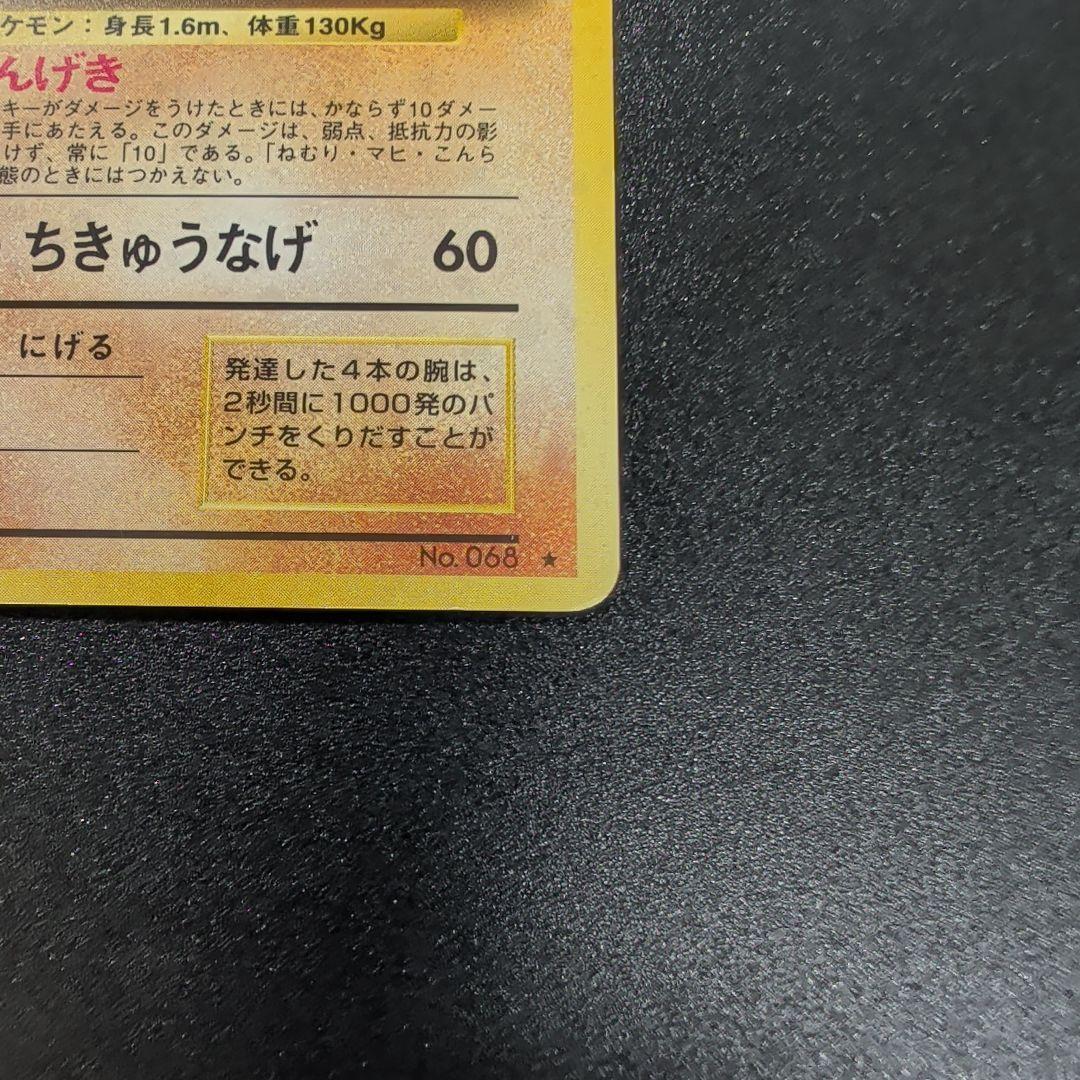 ケモン：身長1.6m、体重130Kg
んげき
キーがダメージをうけたときには、かならず10ダメー
手にあたえる。このダメージは、弱点、抵抗力の影
けず、常に「10」である。「ねむり・マヒ・こんら
態のときにはつかえない。
ちきゅうなげ 60
にげる
発達した４本の腕は、
２秒間に1000発のパ
ンチをくりだすことが
できる。
No. 068 ★